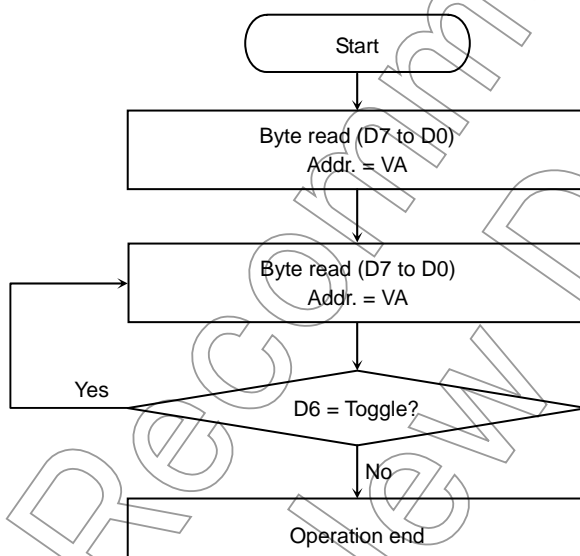 Start
Byte read (D7 to D0)
Addr. = VA
Byte read (D7 to D0)
Addr. = VA
Yes
D6 = Toggle?
No
Operation end